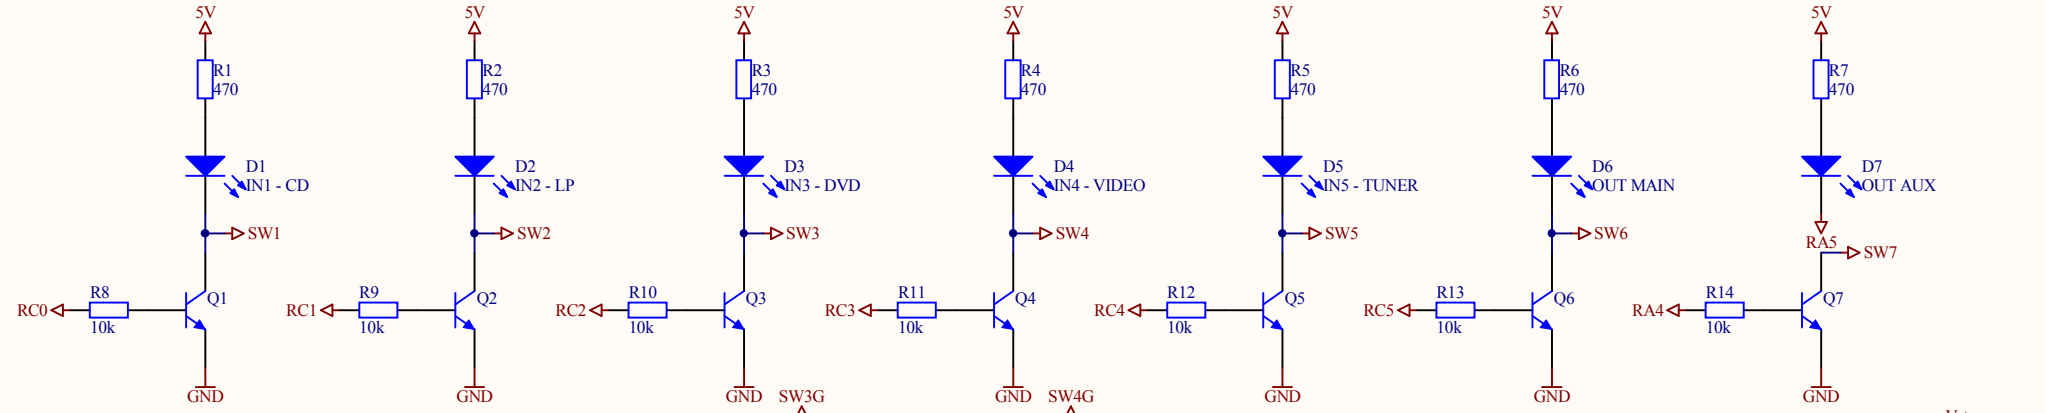 5V 5V 5V 5V 5V 5V 5V
R1 R2 R3 R4 R5 R6 R7
470 470 470 470 470 470 470
D1 D2 D3 D4 D5 D6 D7
IN1 - CD IN2 - LP IN3 - DVD IN4 - VIDEO IN5 - TUNER OUT MAIN OUT AUX
SW1 SW2 SW3 SW4 SW5 SW6
RA5 SW7
R8 Q1 R9 Q2 R10 Q3 R11 Q4 R12 Q5 R13 Q6 R14 Q7
RC0 RC1 RC2 RC3 RC4 RC5 RA4
10k 10k 10k 10k 10k 10k 10k
GND GND GND SW3G GND SW4G GND GND GND